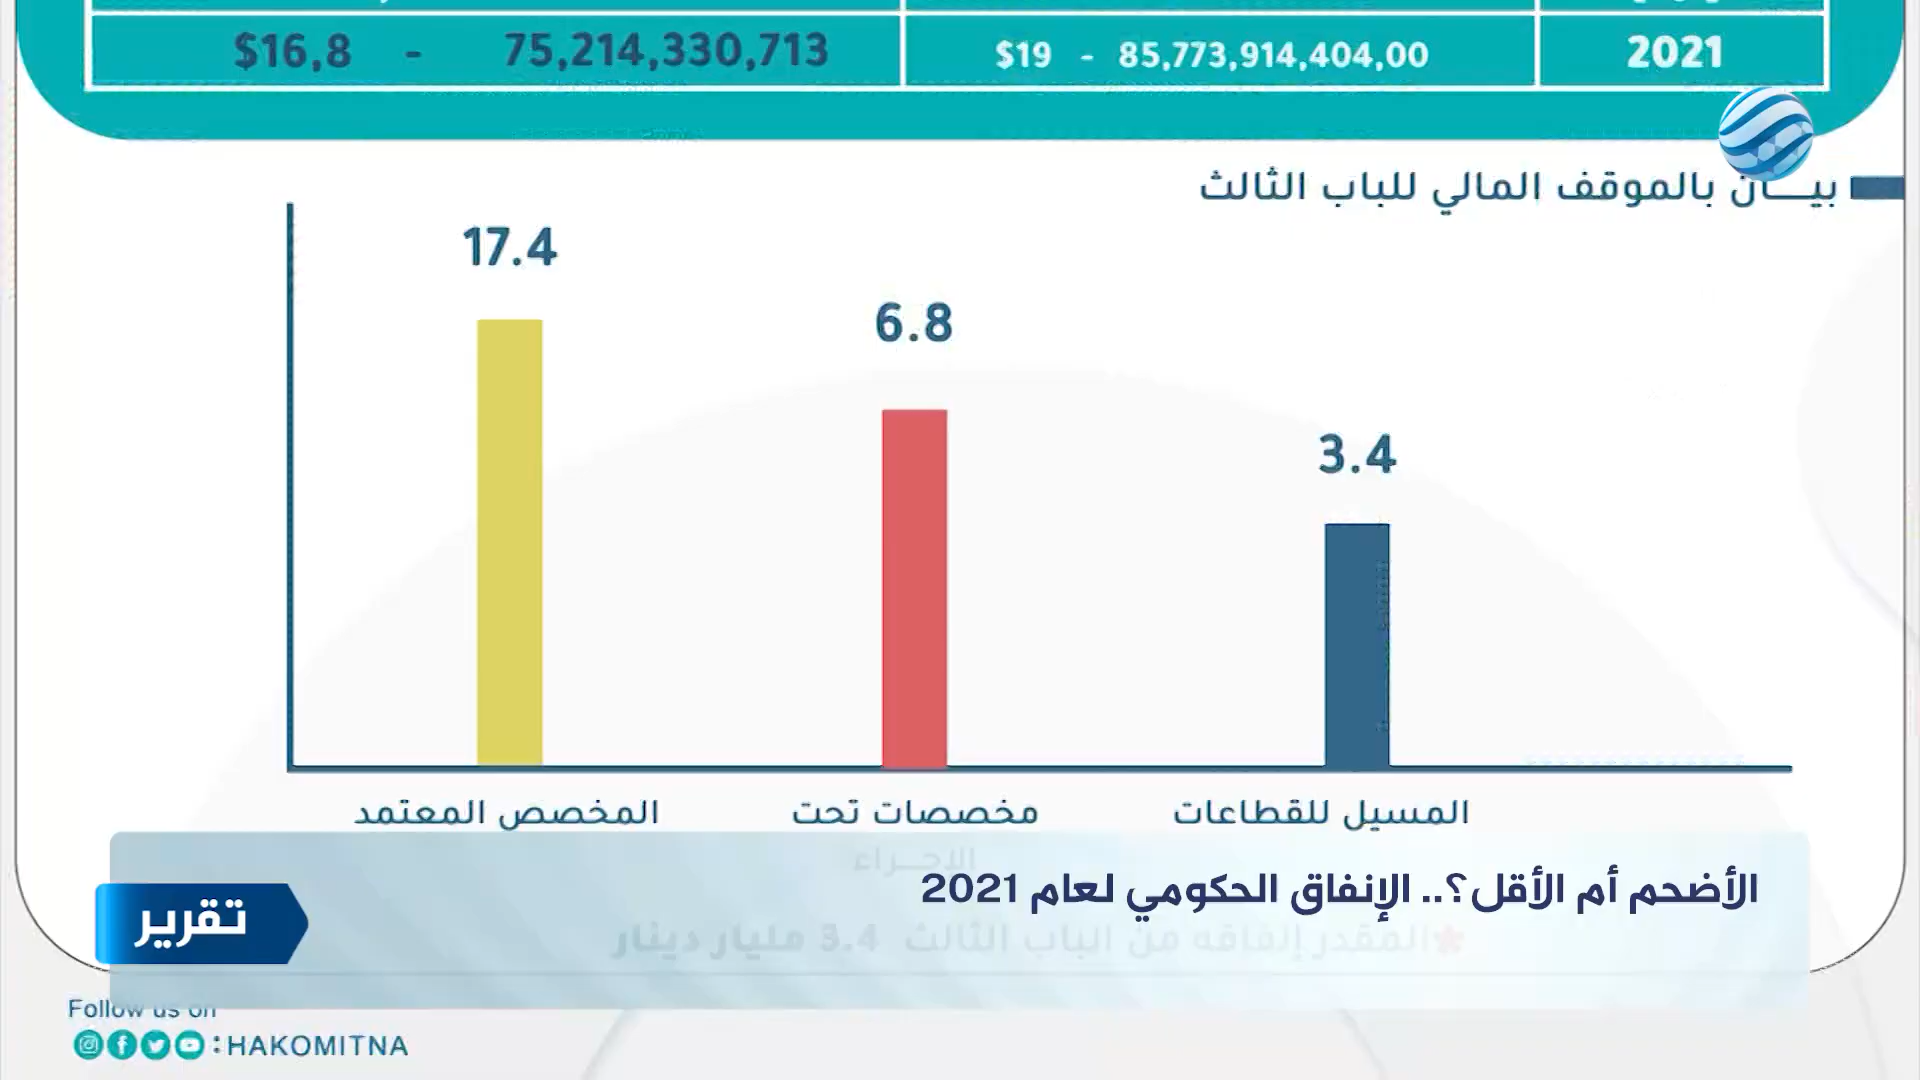 2021 85,773,914,404,00 - $19 75,214,330,713 - $16,8
بيـــان بالموقف المالي للباب الثالث
17.4
6.8
3.4
المسيل للقطاعات
مخصصات تحت
الاجـراء
المخصص المعتمد
الأضحم أم الأقل؟.. الإنفاق الحكومي لعام 2021
تقرير
المقدر إنفاقه من الباب الثالث 3.4 مليار دينار
Follow us on
:HAKOMITNA